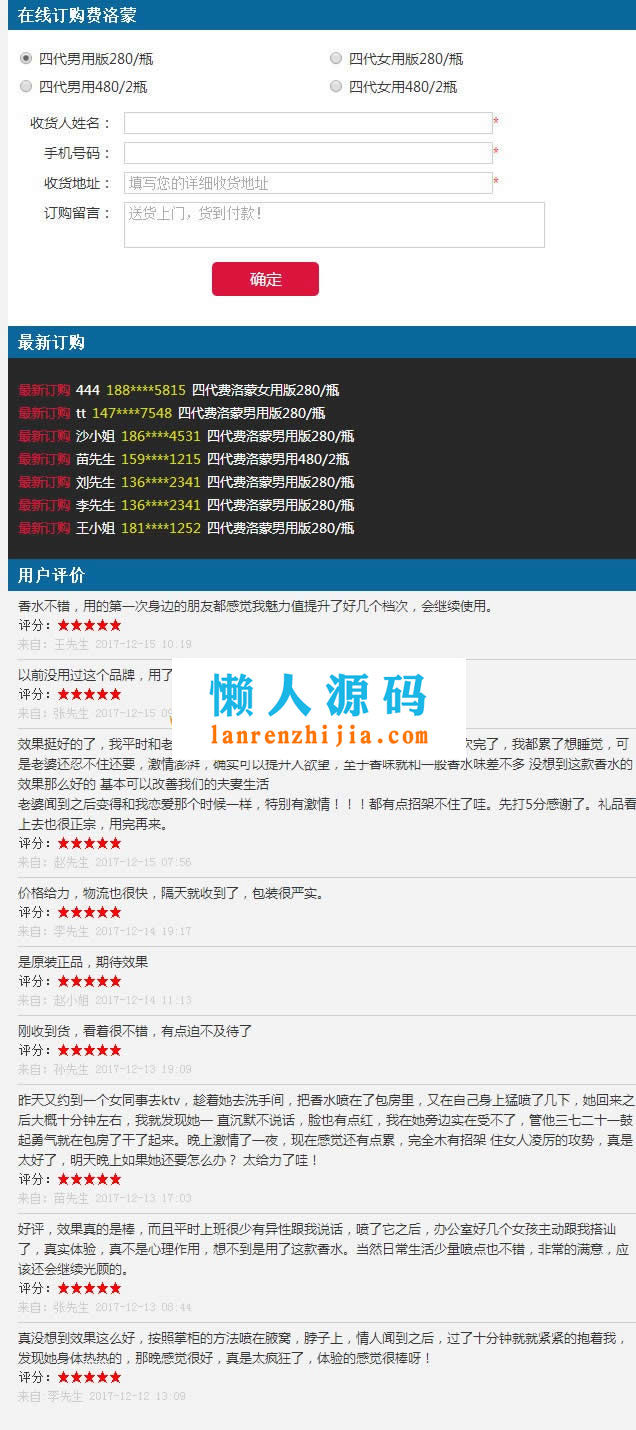 在线订购费洛蒙
四代男用版280/瓶 四代女用版280/瓶
四代男用480/2瓶 四代女用480/2瓶
收货人姓名： *
手机号码： *
收货地址： 填写您的详细收货地址 *
订购留言： 送货上门，货到付款！
确定
最新订购
最新订购 444 188****5815 四代费洛蒙女用版280/瓶
最新订购 tt 147****7548 四代费洛蒙男用版280/瓶
最新订购 沙小姐 186****4531 四代费洛蒙男用版280/瓶
最新订购 苗先生 159****1215 四代费洛蒙男用480/2瓶
最新订购 刘先生 136****2341 四代费洛蒙男用版280/瓶
最新订购 李先生 136****2341 四代费洛蒙男用版280/瓶
最新订购 王小姐 181****1252 四代费洛蒙男用版280/瓶
用户评价
香水不错，用的第一次身边的朋友都感觉我魅力值提升了好几个档次，会继续使用。
评分：★★★★★
来自：王先生 2017-12-15 10:19
以前没用过这个品牌，用了
评分：★★★★★
来自：张先生 2017-12-15
懒人源码
lanrenzhijia.com
效果挺好的了，我平时和老 次完了，我都累了想睡觉，可
是老婆还忍不住还要，激情澎湃，确实可以提升人欲望，至于香味就和一般香水味差不多 没想到这款香水的
效果那么好的 基本可以改善我们的夫妻生活
老婆闻到之后变得和我恋爱那个时候一样，特别有激情！！！都有点招架不住了哇。先打5分感谢了。礼品看
上去也很正宗，用完再来。
评分：★★★★★
来自：赵先生 2017-12-15 07:56
价格给力，物流也很快，隔天就收到了，包装很严实。
评分：★★★★★
来自：李先生 2017-12-14 19:17
是原装正品，期待效果
评分：★★★★★
来自：赵小姐 2017-12-14 11:13
刚收到货，看着很不错，有点迫不及待了
评分：★★★★★
来自：孙先生 2017-12-13 19:09
昨天又约到一个女同事去ktv，趁着她去洗手间，把香水喷在了包房里，又在自己身上猛喷了几下，她回来之
后大概十分钟左右，我就发现她一 直沉默不说话，脸也有点红，我在她旁边实在受不了，管他三七二十一鼓
起勇气就在包房了干了起来。晚上激情了一夜，现在感觉还有点累，完全木有招架 住女人凌厉的攻势，真是
太好了，明天晚上如果她还要怎么办？ 太给力了哇！
评分：★★★★★
来自：苗先生 2017-12-13 17:03
好评，效果真的是棒，而且平时上班很少有异性跟我说话，喷了它之后，办公室好几个女孩主动跟我搭讪
了，真实体验，真不是心理作用，想不到是用了这款香水。当然日常生活少量喷点也不错，非常的满意，应
该还会继续光顾的。
评分：★★★★★
来自：张先生 2017-12-13 08:44
真没想到效果这么好，按照掌柜的方法喷在腋窝，脖子上，情人闻到之后，过了十分钟就就紧紧的抱着我，
发现她身体热热的，那晚感觉很好，真是太疯狂了，体验的感觉很棒呀！
评分：★★★★★
来自 李先生 2017-12-12 13:09